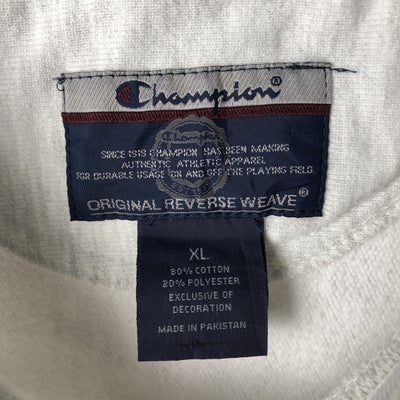 Champion®
SINCE 1919 CHAMPION HAS BEEN MAKING
AUTHENTIC ATHLETIC APPAREL
FOR DURABLE USAGE ON AND OFF THE PLAYING FIELD.
ORIGINAL REVERSE WEAVE®
XL
80% COTTON
20% POLYESTER
EXCLUSIVE OF
DECORATION
MADE IN PAKISTAN